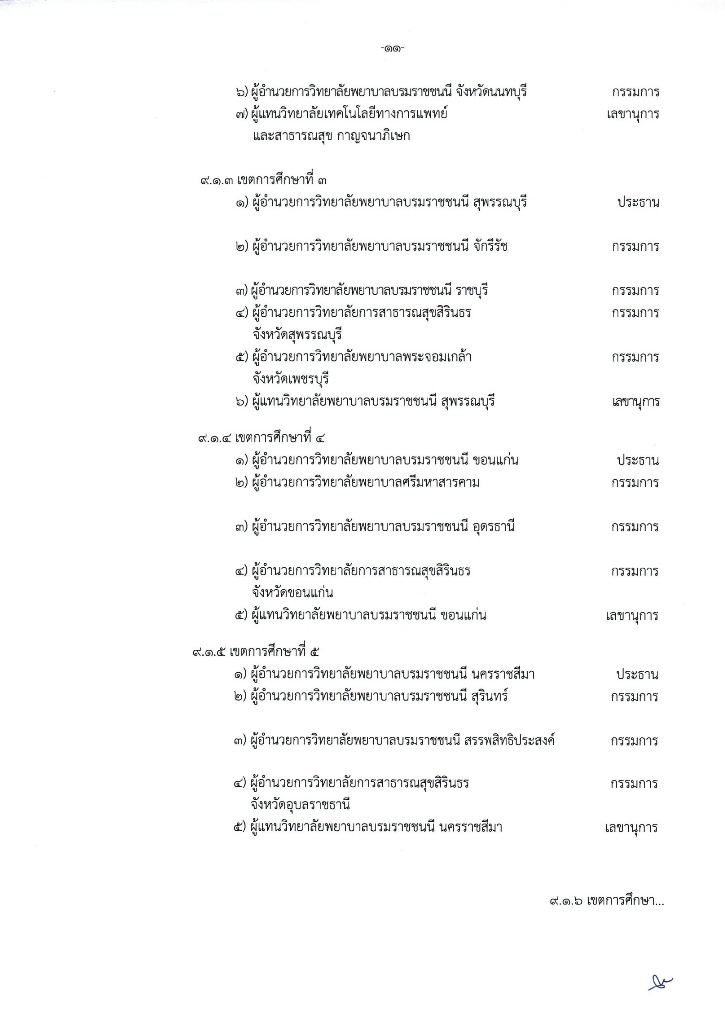 -๑๑-
๖) ผู้อำนวยการวิทยาลัยพยาบาลบรมราชชนนี จังหวัดนนทบุรี กรรมการ
๗) ผู้แทนวิทยาลัยเทคโนโลยีทางการแพทย์ เลขานุการ
และสาธารณสุข กาญจนาภิเษก
๙.๑.๓ เขตการศึกษาที่ ๓
๑) ผู้อำนวยการวิทยาลัยพยาบาลบรมราชชนนี สุพรรณบุรี ประธาน
๒) ผู้อำนวยการวิทยาลัยพยาบาลบรมราชชนนี จักรีรัช กรรมการ
๓) ผู้อำนวยการวิทยาลัยพยาบาลบรมราชชนนี ราชบุรี กรรมการ
๔) ผู้อำนวยการวิทยาลัยการสาธารณสุขสิรินธร กรรมการ
จังหวัดสุพรรณบุรี
๕) ผู้อำนวยการวิทยาลัยพยาบาลพระจอมเกล้า กรรมการ
จังหวัดเพชรบุรี
๖) ผู้แทนวิทยาลัยพยาบาลบรมราชชนนี สุพรรณบุรี เลขานุการ
๙.๑.๔ เขตการศึกษาที่ ๔
๑) ผู้อำนวยการวิทยาลัยพยาบาลบรมราชชนนี ขอนแก่น ประธาน
๒) ผู้อำนวยการวิทยาลัยพยาบาลศรีมหาสารคาม กรรมการ
๓) ผู้อำนวยการวิทยาลัยพยาบาลบรมราชชนนี อุดรธานี กรรมการ
๔) ผู้อำนวยการวิทยาลัยการสาธารณสุขสิรินธร กรรมการ
จังหวัดขอนแก่น
๕) ผู้แทนวิทยาลัยพยาบาลบรมราชชนนี ขอนแก่น เลขานุการ
๙.๑.๕ เขตการศึกษาที่ ๕
๑) ผู้อำนวยการวิทยาลัยพยาบาลบรมราชชนนี นครราชสีมา ประธาน
๒) ผู้อำนวยการวิทยาลัยพยาบาลบรมราชชนนี สุรินทร์ กรรมการ
๓) ผู้อำนวยการวิทยาลัยพยาบาลบรมราชชนนี สรรพสิทธิประสงค์ กรรมการ
๔) ผู้อำนวยการวิทยาลัยการสาธารณสุขสิรินธร กรรมการ
จังหวัดอุบลราชธานี
๕) ผู้แทนวิทยาลัยพยาบาลบรมราชชนนี นครราชสีมา เลขานุการ
๙.๑.๖ เขตการศึกษา...